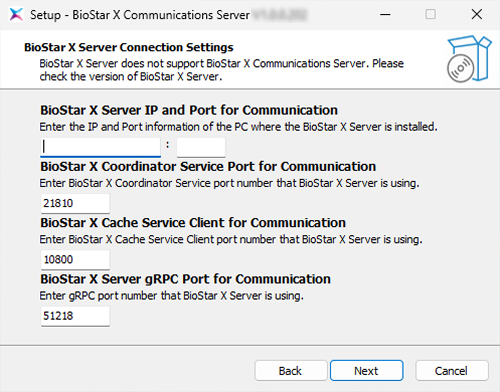 Setup - BioStar X Communications Server
BioStar X Server Connection Settings
BioStar X Server does not support BioStar X Communications Server. Please
check the version of BioStar X Server.
BioStar X Server IP and Port for Communication
Enter the IP and Port information of the PC where the BioStar X Server is installed.
:
BioStar X Coordinator Service Port for Communication
Enter BioStar X Coordinator Service port number that BioStar X Server is using.
21810
BioStar X Cache Service Client for Communication
Enter BioStar X Cache Service Client port number that BioStar X Server is using.
10800
BioStar X Server gRPC Port for Communication
Enter gRPC port number that BioStar X Server is using.
51218
Back
Next
Cancel